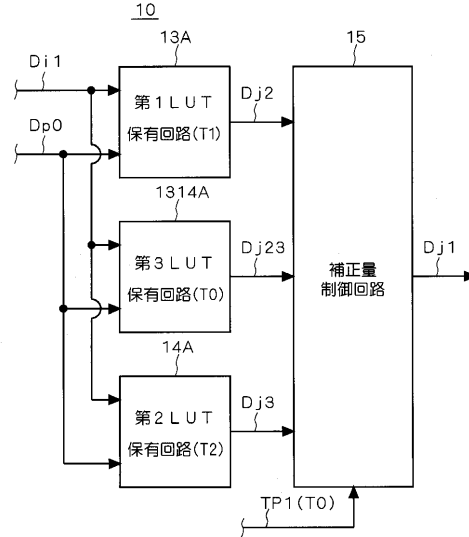 10
13A
15
Di1
第1LUT
保有回路(T1)
Dj2
Dp0
1314A
第3LUT
保有回路(T0)
Dj23
補正量
制御回路
Dj1
14A
第2LUT
保有回路(T2)
Dj3
TP1(T0)